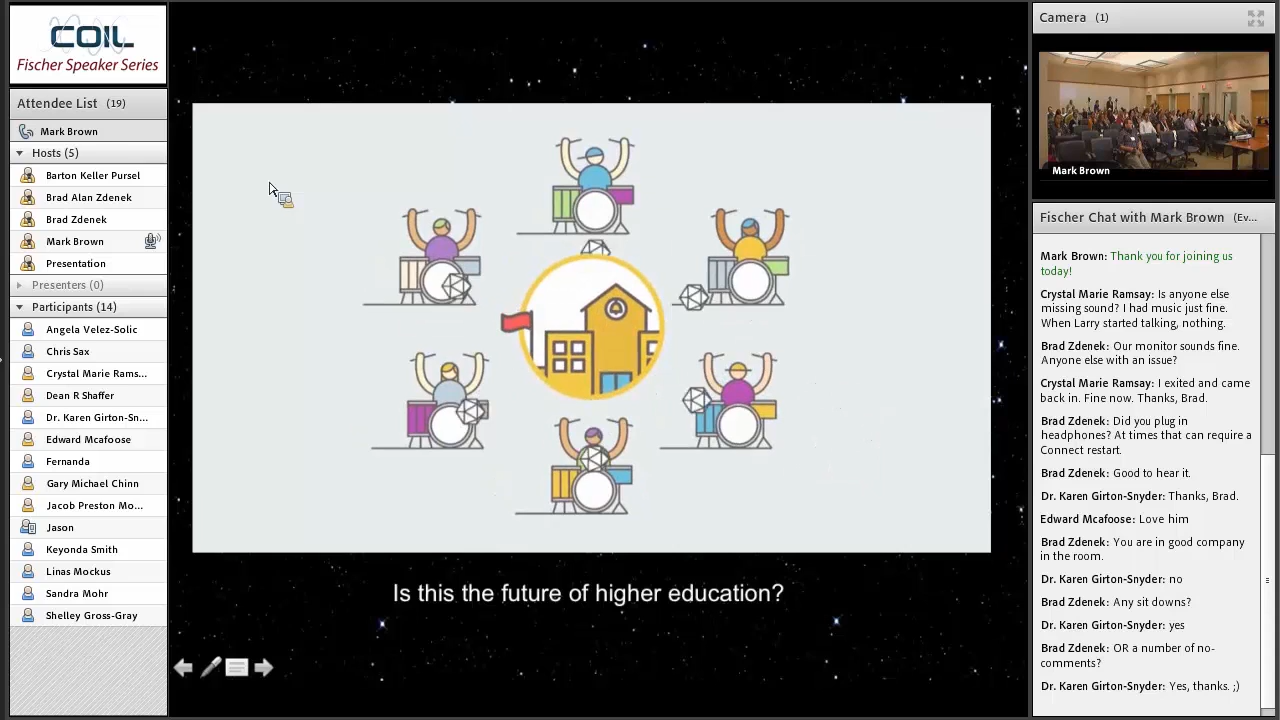 COIL
Fischer Speaker Series
Attendee List (19)
Mark Brown
Hosts (5)
Barton Keller Pursel
Brad Alan Zdenek
Brad Zdenek
Mark Brown
Presentation
Presenters (0)
Participants (14)
Angela Velez-Solic
Chris Sax
Crystal Marie Rams...
Dean R Shaffer
Dr. Karen Girton-Sn...
Edward Mcafoose
Fernanda
Gary Michael Chinn
Jacob Preston Mo...
Jason
Keyonda Smith
Linas Mockus
Sandra Mohr
Shelley Gross-Gray
Is this the future of higher education?
Camera (1)
Mark Brown
Fischer Chat with Mark Brown (Ev...
Mark Brown: Thank you for joining us
today!
Crystal Marie Ramsay: Is anyone else
missing sound? I had music just fine.
When Larry started talking, nothing.
Brad Zdenek: Our monitor sounds fine.
Anyone else with an issue?
Crystal Marie Ramsay: I exited and came
back in. Fine now. Thanks, Brad.
Brad Zdenek: Did you plug in
headphones? At times that can require a
Connect restart.
Brad Zdenek: Good to hear it.
Dr. Karen Girton-Snyder: Thanks, Brad.
Edward Mcafoose: Love him
Brad Zdenek: You are in good company
in the room.
Dr. Karen Girton-Snyder: no
Brad Zdenek: Any sit downs?
Dr. Karen Girton-Snyder: yes
Brad Zdenek: OR a number of no-
comments?
Dr. Karen Girton-Snyder: Yes, thanks. ;)